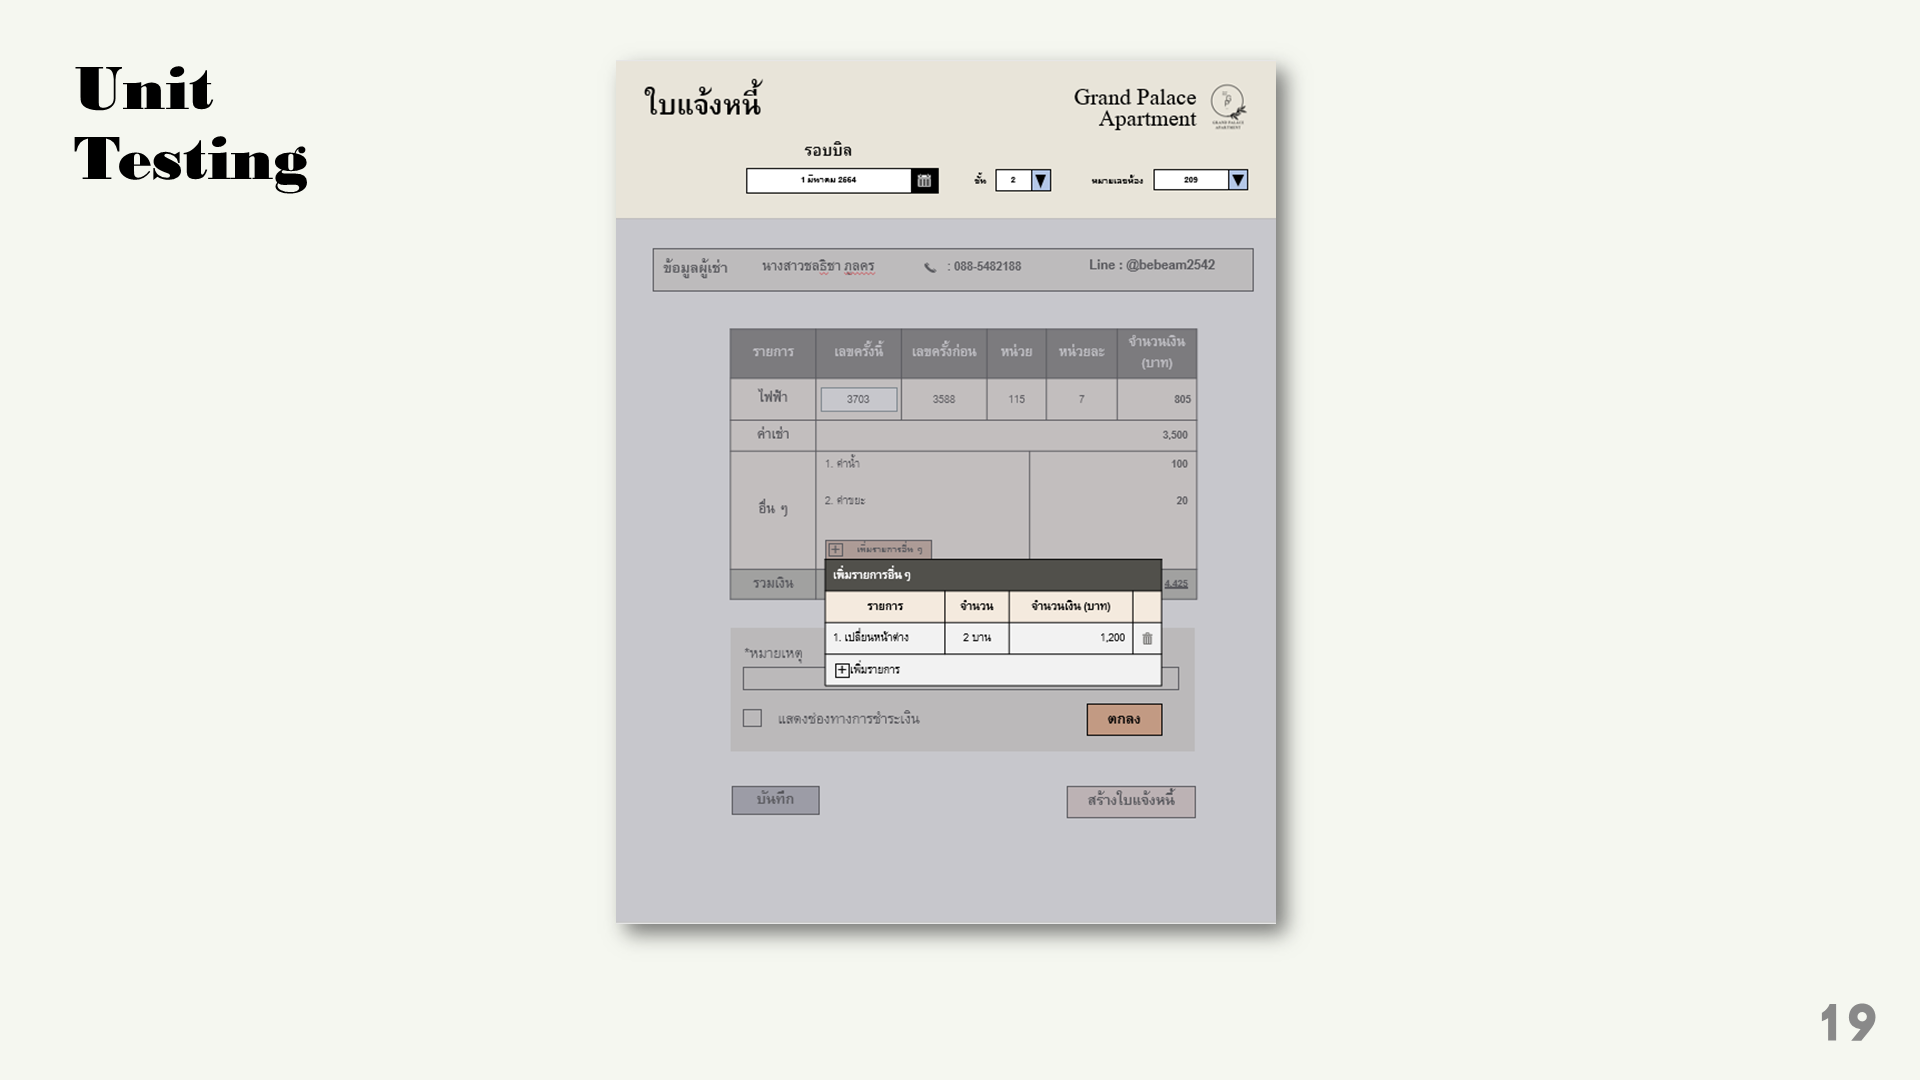 Unit
Testing
ใบแจ้งหนี้
Grand Palace
Apartment
GRAND PALACE
APARTMENT
รอบบิล
1 มีนาคม 2564
ชั้น
2
หมายเลขห้อง
209
ข้อมูลผู้เช่า นางสาวชลธิชา ภูลคร : 088-5482188 Line : @bebeam2542
รายการ เลขครั้งนี้ เลขครั้งก่อน หน่วย หน่วยละ จำนวนเงิน
(บาท)
ไฟฟ้า 3703 3588 115 7 805
ค่าเช่า 3,500
อื่น ๆ
1. ค่าน้ำ 100
2. ค่าขยะ 20
เพิ่มรายการอื่น ๆ
รวมเงิน 4,425
เพิ่มรายการอื่น ๆ
รายการ จำนวน จำนวนเงิน (บาท)
1. เปลี่ยนหน้าต่าง 2 บาน 1,200
เพิ่มรายการ
*หมายเหตุ
แสดงช่องทางการชำระเงิน
ตกลง
บันทึก
สร้างใบแจ้งหนี้
19